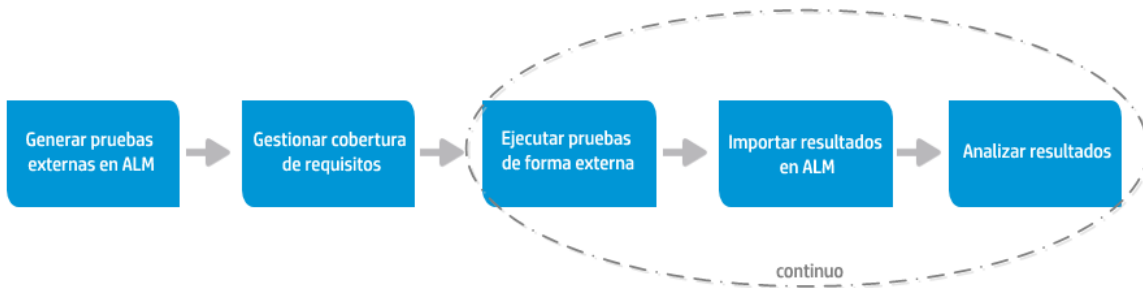 Generar pruebas
externas en ALM
Gestionar cobertura
de requisitos
Ejecutar pruebas
de forma externa
Importar resultados
en ALM
Analizar resultados
continuo